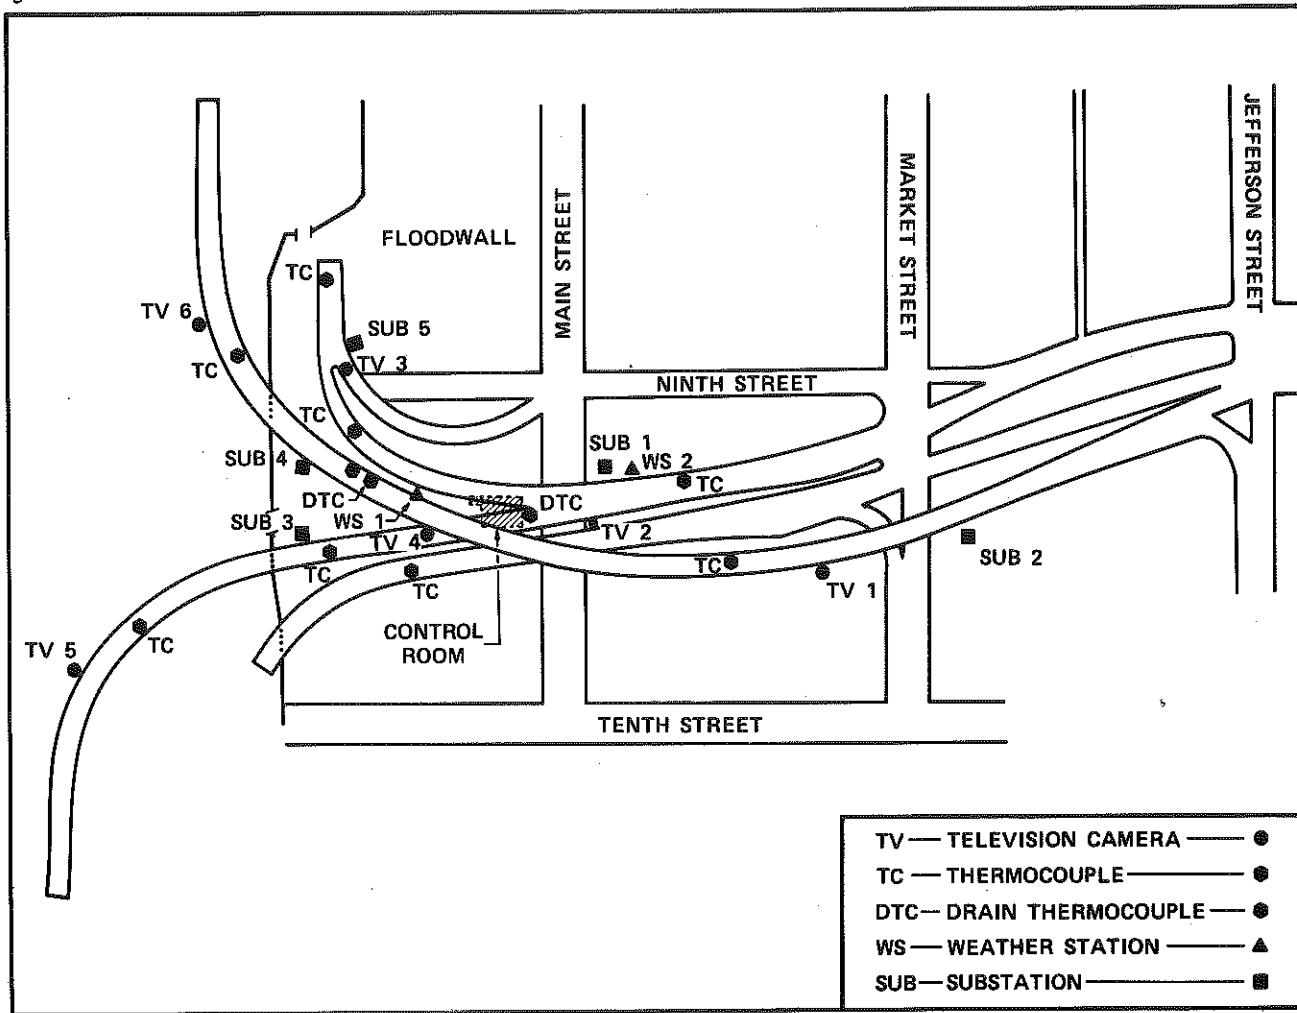 JEFFERSON STREET
MARKET STREET
MAIN STREET
FLOODWALL
TC
TV 6
SUB 5
TC
TV 3
NINTH STREET
TC
SUB 1
SUB 4
WS 2
TC
DTC
DTC
SUB 3
WS 1
TV 4
TV 2
TC
SUB 2
TC
TC
TV 1
CONTROL
ROOM
TC
TV 5
TENTH STREET
TV — TELEVISION CAMERA
TC — THERMOCOUPLE
DTC — DRAIN THERMOCOUPLE
WS — WEATHER STATION
SUB — SUBSTATION